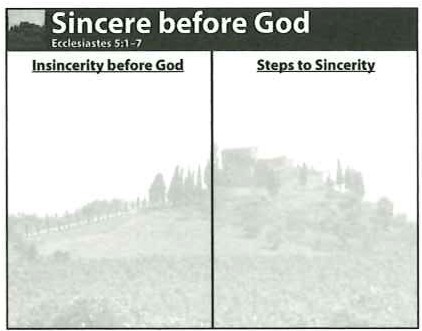 Sincere before God
Ecclesiastes 5:1–7
Insincerity before God
Steps to Sincerity